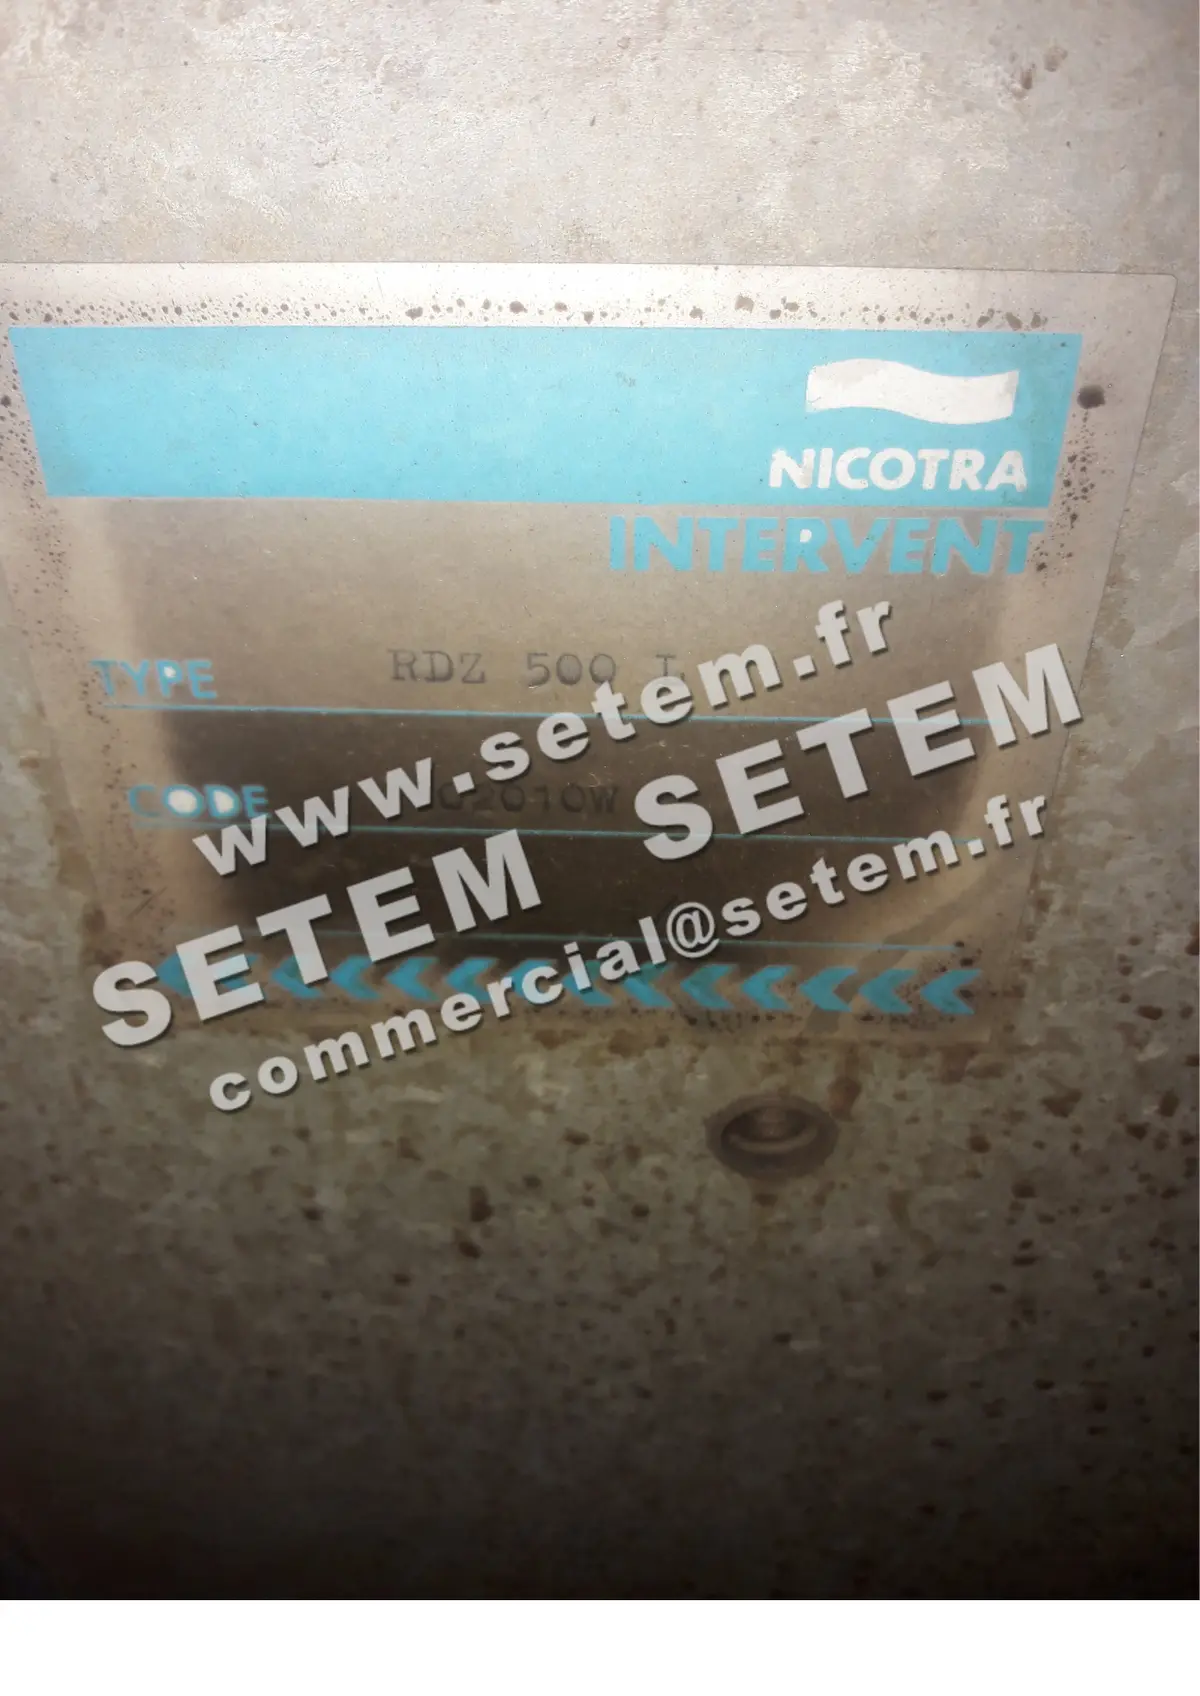 NICOTRA
INTERVENT
TYPE RDZ 500 L
CODE
www.setem.fr
SETEM SETEM
commercial@setem.fr